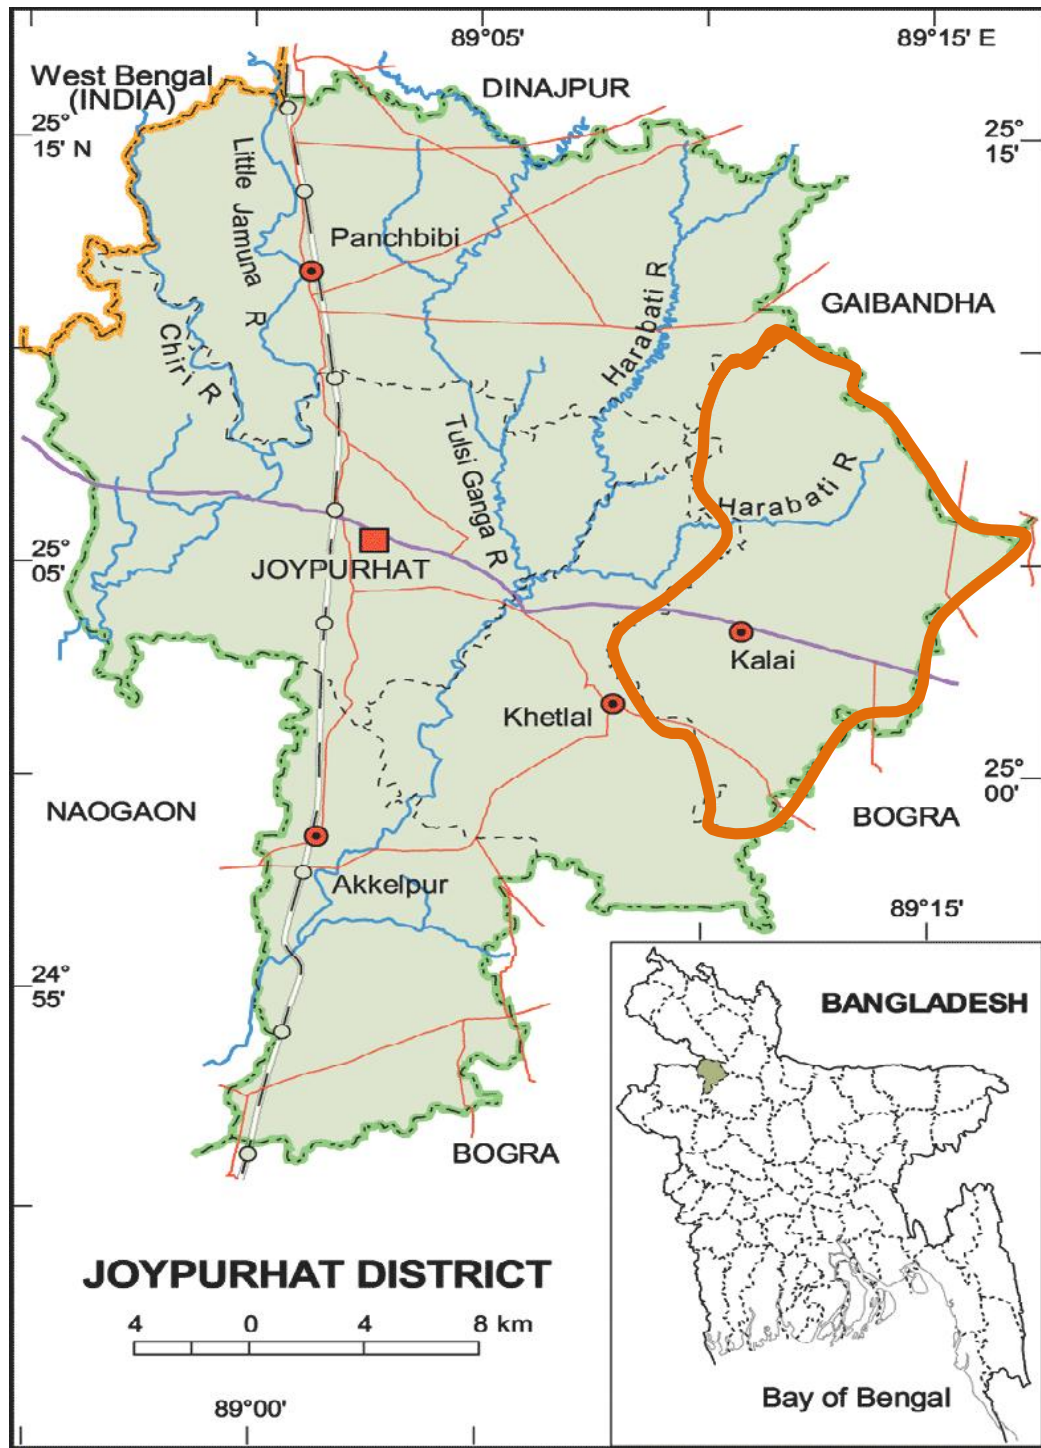 89°05'
89°15' E
West Bengal
(INDIA)
DINAJPUR
25°
15' N
25°
15'
Little Jamuna R
Panchbibi
GAIBANDHA
Harabati R
Chiri R
Tulsi Ganga R
Harabati R
25°
05'
JOYPURHAT
Kalai
Khetlal
25°
00'
NAOGAON
BOGRA
Akkelpur
89°15'
24°
55'
BANGLADESH
BOGRA
JOYPURHAT DISTRICT
4 0 4 8 km
Bay of Bengal
89°00'